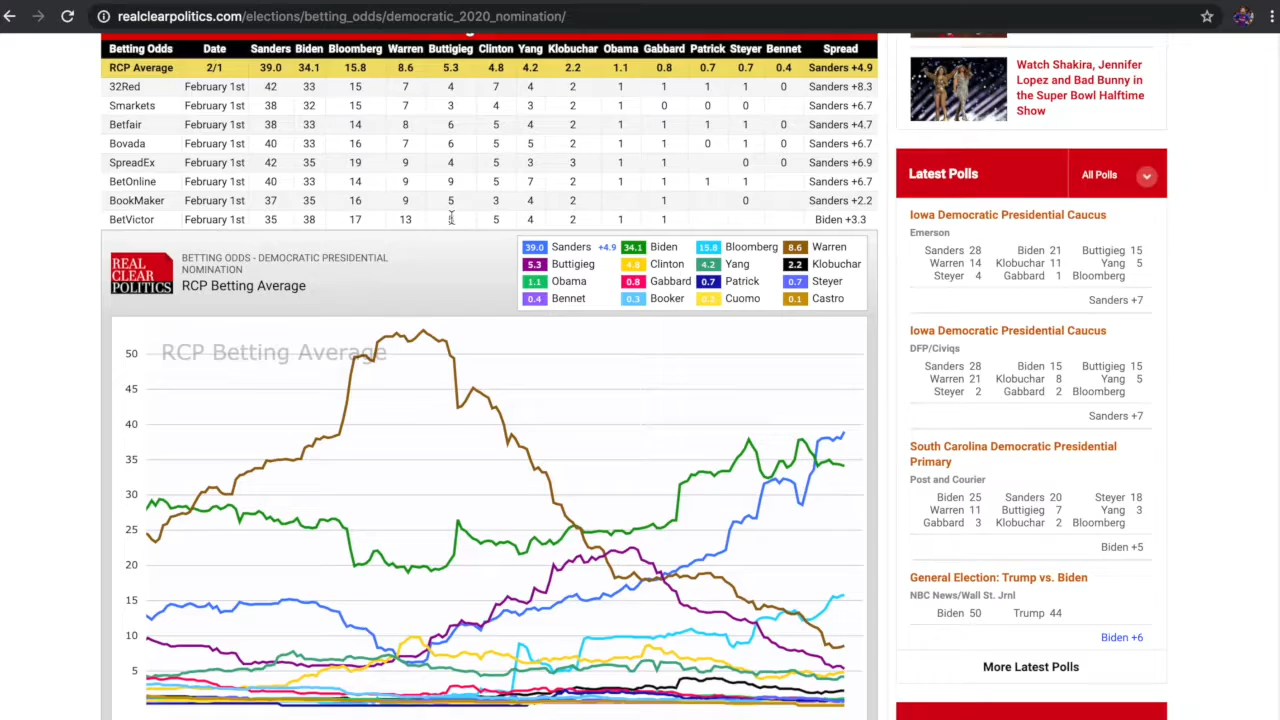 realclearpolitics.com/elections/betting_odds/democratic_2020_nomination/
Betting Odds Date Sanders Biden Bloomberg Warren Buttigieg Clinton Yang Klobuchar Obama Gabbard Patrick Steyer Bennet Spread
RCP Average 2/1 39.0 34.1 15.8 8.6 5.3 4.8 4.2 2.2 1.1 0.8 0.7 0.7 0.4 Sanders +4.9
32Red February 1st 42 33 15 7 4 7 4 2 1 1 1 1 0 Sanders +8.3
Smarkets February 1st 38 32 15 7 3 4 3 2 1 0 0 0 Sanders +6.7
Betfair February 1st 38 33 14 8 6 5 4 2 1 1 1 1 0 Sanders +4.7
Bovada February 1st 40 33 16 7 6 5 5 2 1 1 0 1 0 Sanders +6.7
SpreadEx February 1st 42 35 19 9 4 5 3 3 1 1 0 0 Sanders +6.9
BetOnline February 1st 40 33 14 9 9 5 7 2 1 1 1 1 Sanders +6.7
BookMaker February 1st 37 35 16 9 5 3 4 2 1 0 Sanders +2.2
BetVictor February 1st 35 38 17 13 5 4 2 1 1 Biden +3.3
REAL CLEAR POLITICS
BETTING ODDS - DEMOCRATIC PRESIDENTIAL
NOMINATION
RCP Betting Average
39.0 Sanders +4.9 34.1 Biden 15.8 Bloomberg 8.6 Warren
5.3 Buttigieg 4.8 Clinton 4.2 Yang 2.2 Klobuchar
1.1 Obama 0.8 Gabbard 0.7 Patrick 0.7 Steyer
0.4 Bennet 0.3 Booker Cuomo 0.1 Castro
RCP Betting Average
50
45
40
35
30
25
20
15
10
5
Watch Shakira, Jennifer
Lopez and Bad Bunny in
the Super Bowl Halftime
Show
Latest Polls All Polls
Iowa Democratic Presidential Caucus
Emerson
Sanders 28 Biden 21 Buttigieg 15
Warren 14 Klobuchar 11 Yang 5
Steyer 4 Gabbard 1 Bloomberg
Sanders +7
Iowa Democratic Presidential Caucus
DFP/Civiqs
Sanders 28 Biden 15 Buttigieg 15
Warren 21 Klobuchar 8 Yang 5
Steyer 2 Gabbard 2 Bloomberg
Sanders +7
South Carolina Democratic Presidential
Primary
Post and Courier
Biden 25 Sanders 20 Steyer 18
Warren 11 Buttigieg 7 Yang 3
Gabbard 3 Klobuchar 2 Bloomberg
Biden +5
General Election: Trump vs. Biden
NBC News/Wall St. Jrnl
Biden 50 Trump 44
Biden +6
More Latest Polls